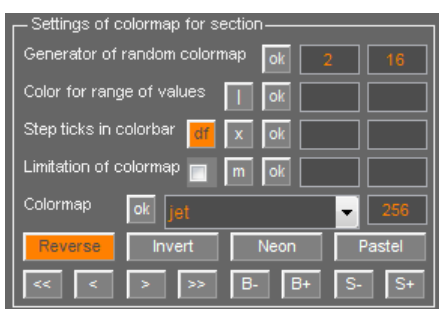 Settings of colormap for section
Generator of random colormap ok 2 16
Color for range of values | ok
Step ticks in colorbar df x ok
Limitation of colormap m ok
Colormap ok jet 256
Reverse Invert Neon Pastel
<< < > >> B- B+ S- S+